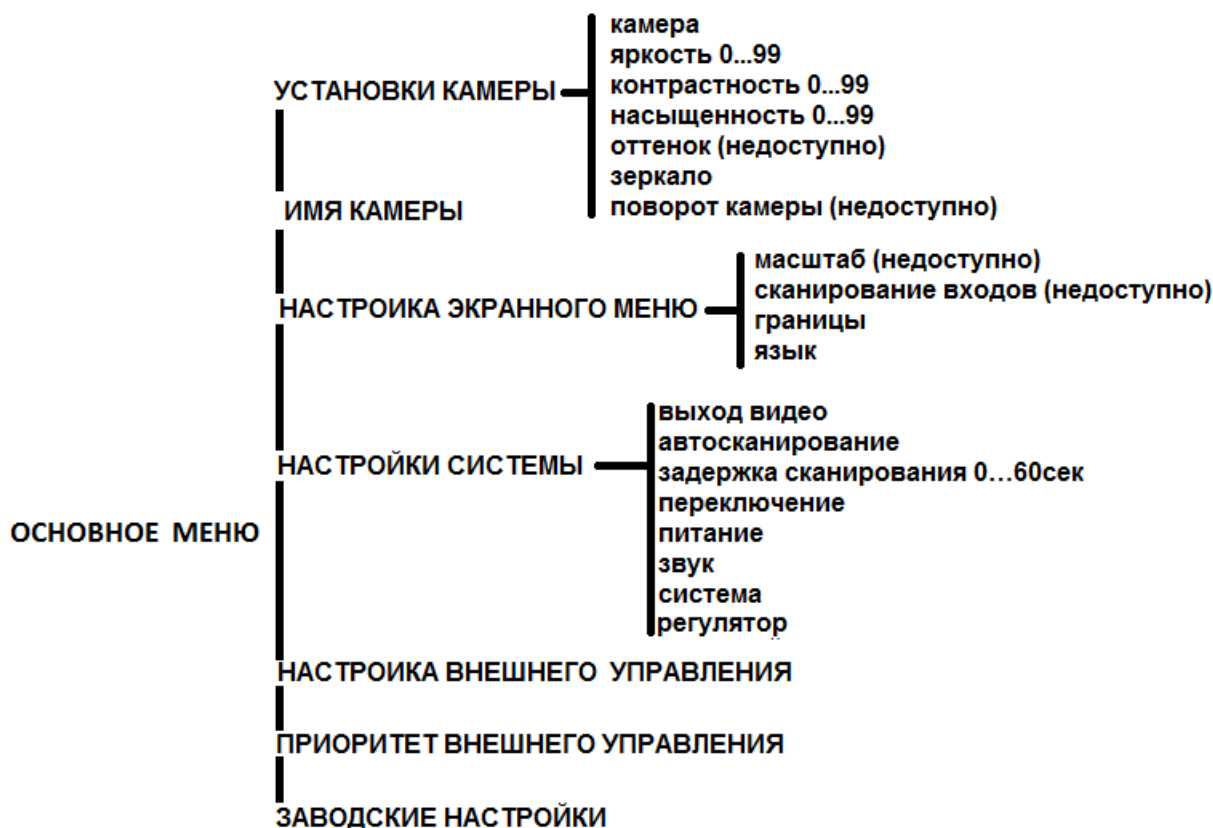 камера
яркость 0...99
контрастность 0...99
насыщенность 0...99
оттенок (недоступно)
зеркало
поворот камеры (недоступно)
УСТАНОВКИ КАМЕРЫ
ИМЯ КАМЕРЫ
масштаб (недоступно)
сканирование входов (недоступно)
границы
язык
НАСТРОИКА ЭКРАННОГО МЕНЮ
выход видео
автосканирование
задержка сканирования 0...60сек
переключение
питание
звук
система
регулятор
НАСТРОЙКИ СИСТЕМЫ
ОСНОВНОЕ МЕНЮ
НАСТРОИКА ВНЕШНЕГО УПРАВЛЕНИЯ
ПРИОРИТЕТ ВНЕШНЕГО УПРАВЛЕНИЯ
ЗАВОДСКИЕ НАСТРОЙКИ